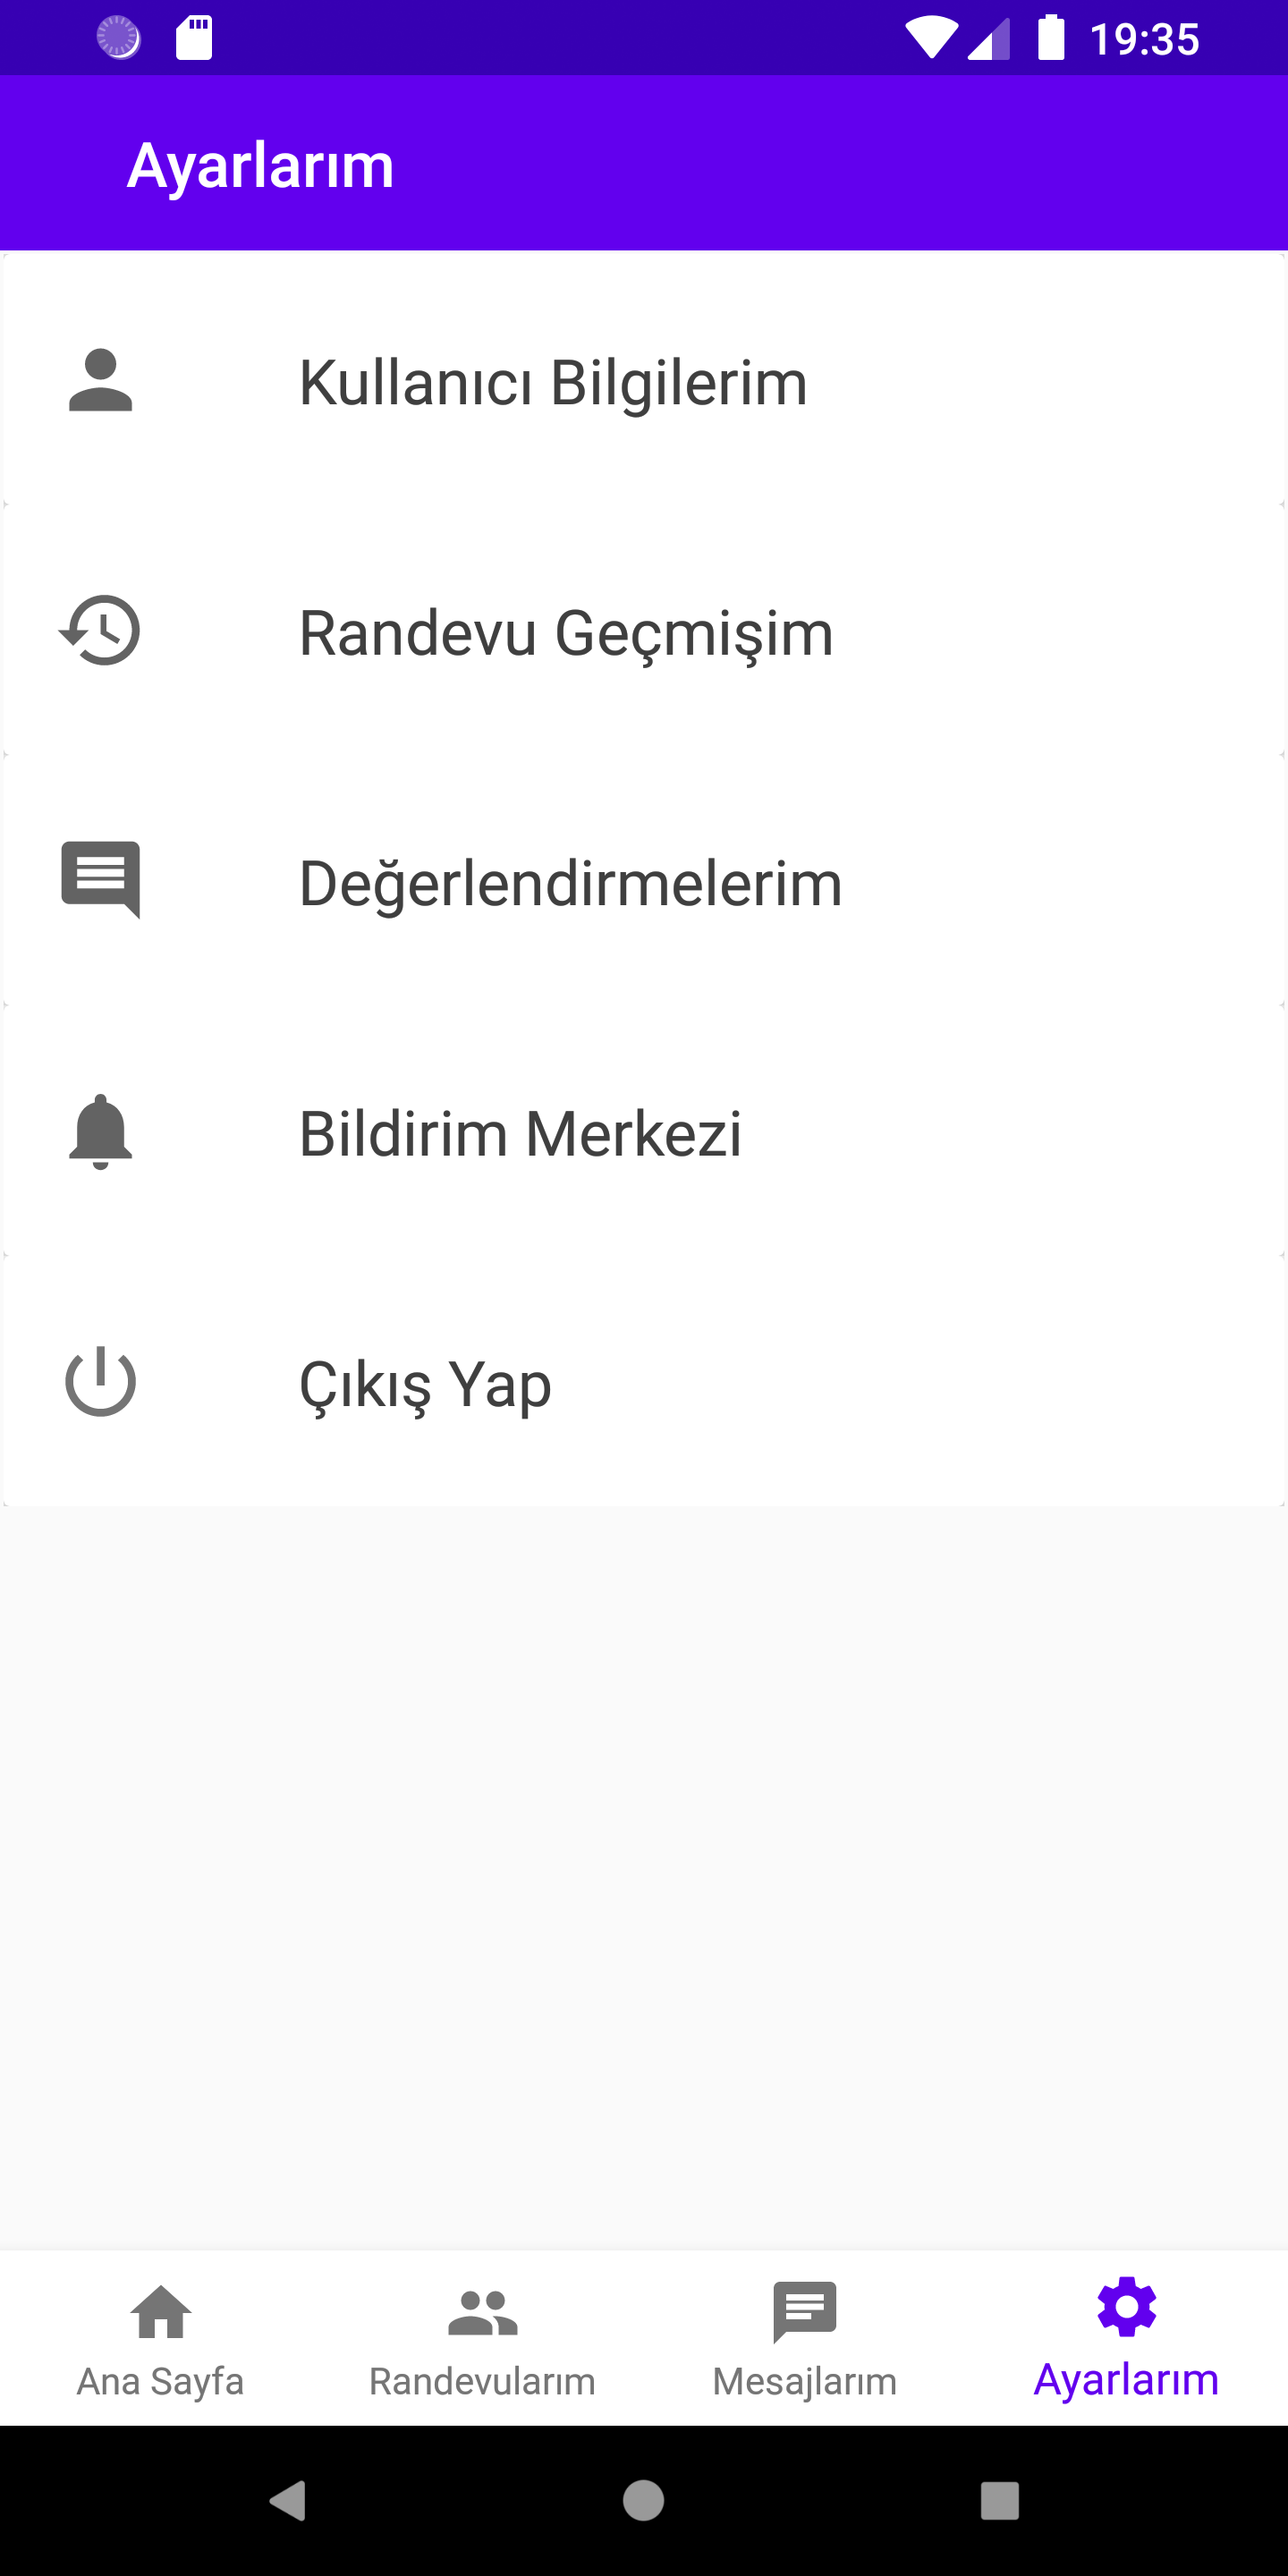 19:35
Ayarlarım
Kullanıcı Bilgilerim
Randevu Geçmişim
Değerlendirmelerim
Bildirim Merkezi
Çıkış Yap
Ana Sayfa
Randevularım
Mesajlarım
Ayarlarım